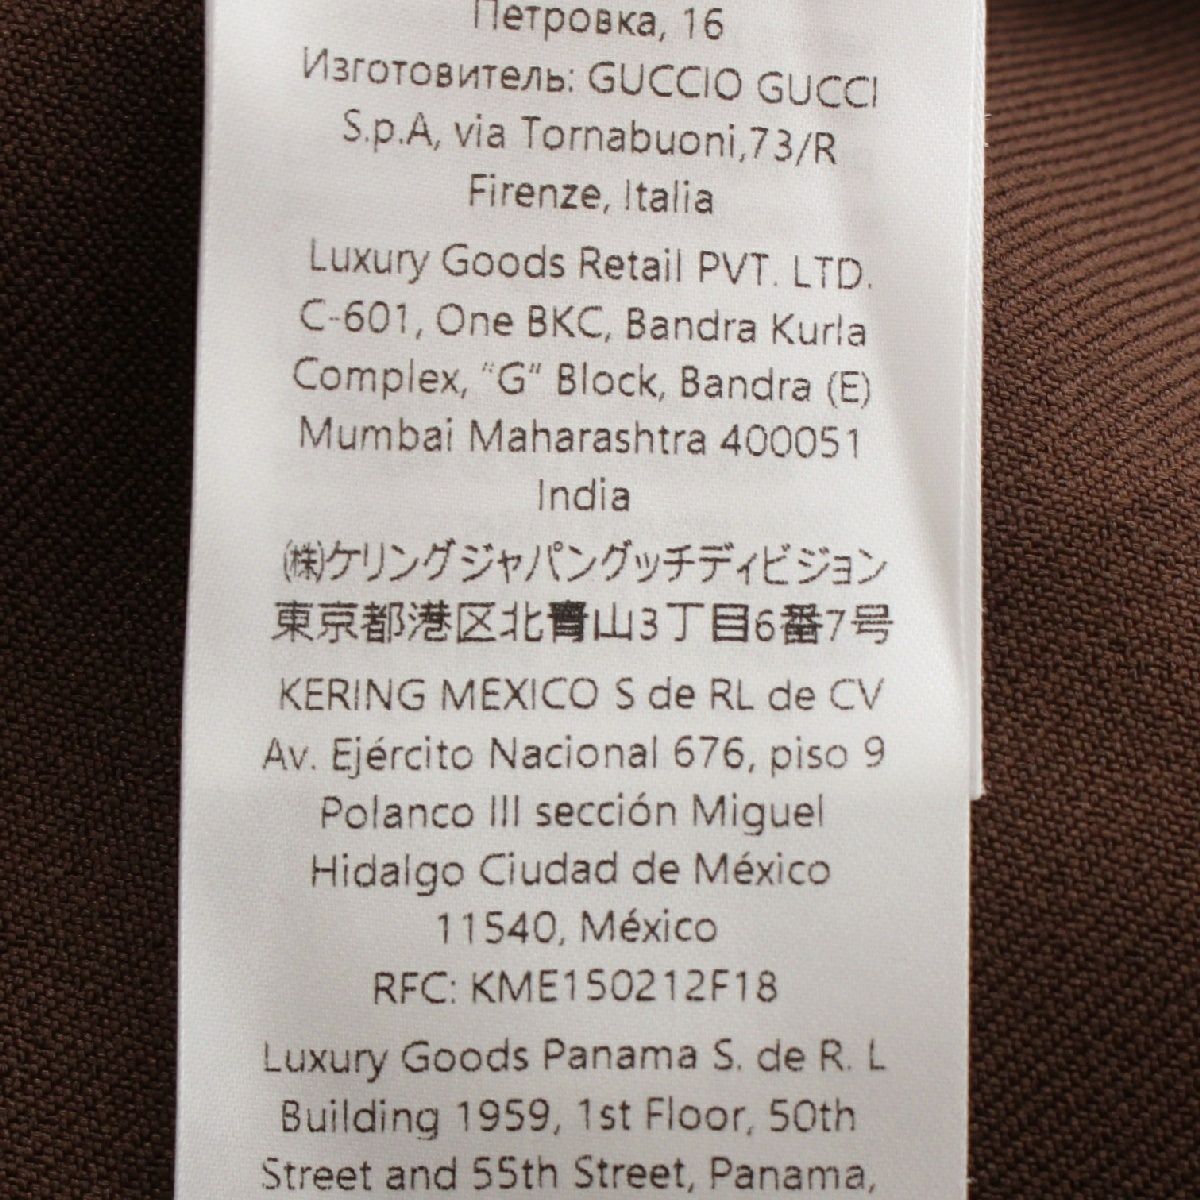 Петровка, 16
Изготовитель: GUCCIO GUCCI
S.p.A, via Tornabuoni,73/R
Firenze, Italia
Luxury Goods Retail PVT. LTD.
C-601, One BKC, Bandra Kurla
Complex, "G" Block, Bandra (E)
Mumbai Maharashtra 400051
India
㈱ケリングジャパングッチディビジョン
東京都港区北青山3丁目6番7号
KERING MEXICO S de RL de CV
Av. Ejército Nacional 676, piso 9
Polanco III sección Miguel
Hidalgo Ciudad de México
11540, México
RFC: KME150212F18
Luxury Goods Panama S. de R. L
Building 1959, 1st Floor, 50th
Street and 55th Street, Panama,